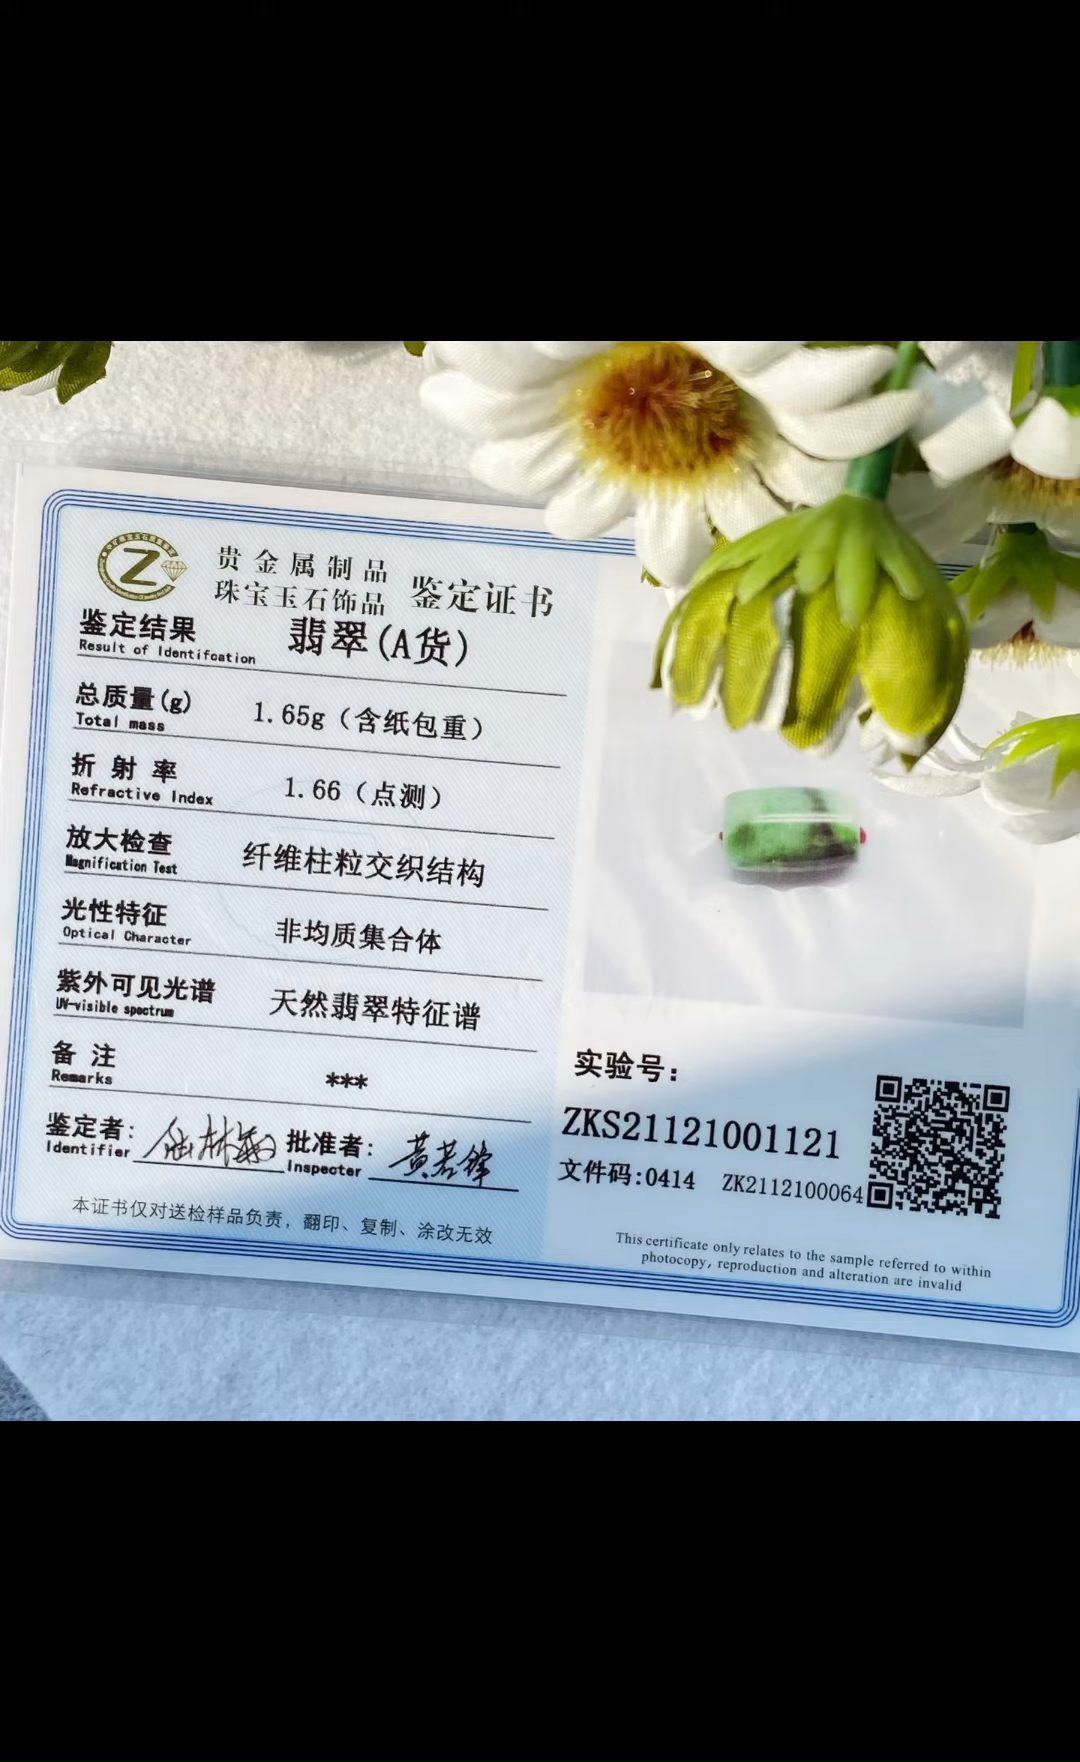 Z
贵金属制品
珠宝玉石饰品 鉴定证书
鉴定结果 翡翠(A货)
Result of Identifcation
总质量(g) 1.65g（含纸包重）
Total mass
折射率 1.66（点测）
Refractive Index
放大检查 纤维柱粒交织结构
Magnification Test
光性特征 非均质集合体
Optical Character
紫外可见光谱 天然翡翠特征谱
UV-visible spectrum
备注 ***
Remarks
鉴定者: 批准者: 黄若锋
Identifier Inspecter
本证书仅对送检样品负责，翻印、复制、涂改无效
实验号：
ZKS21121001121
文件码:0414 ZK2112100064
This certificate only relates to the sample referred to within
photocopy, reproduction and alteration are invalid